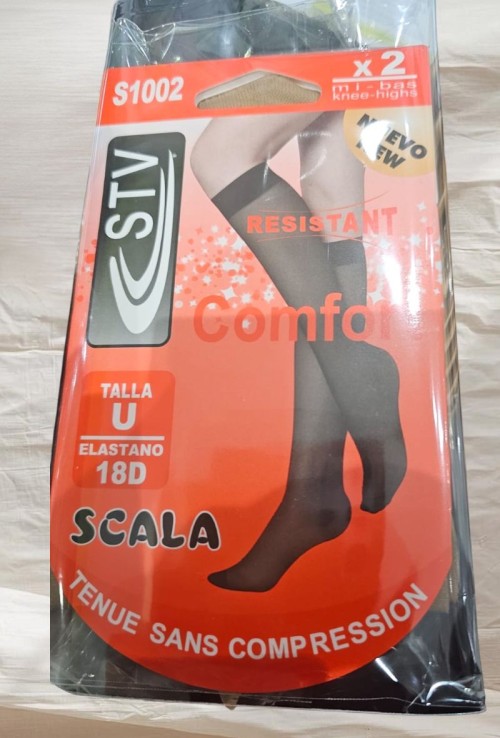 S1002
x 2
mi-bas
knee-highs
NUEVO
NEW
STV
RESISTANT
Comfor
TALLA
U
ELASTANO
18D
SCALA
TENUE SANS COMPRESSION